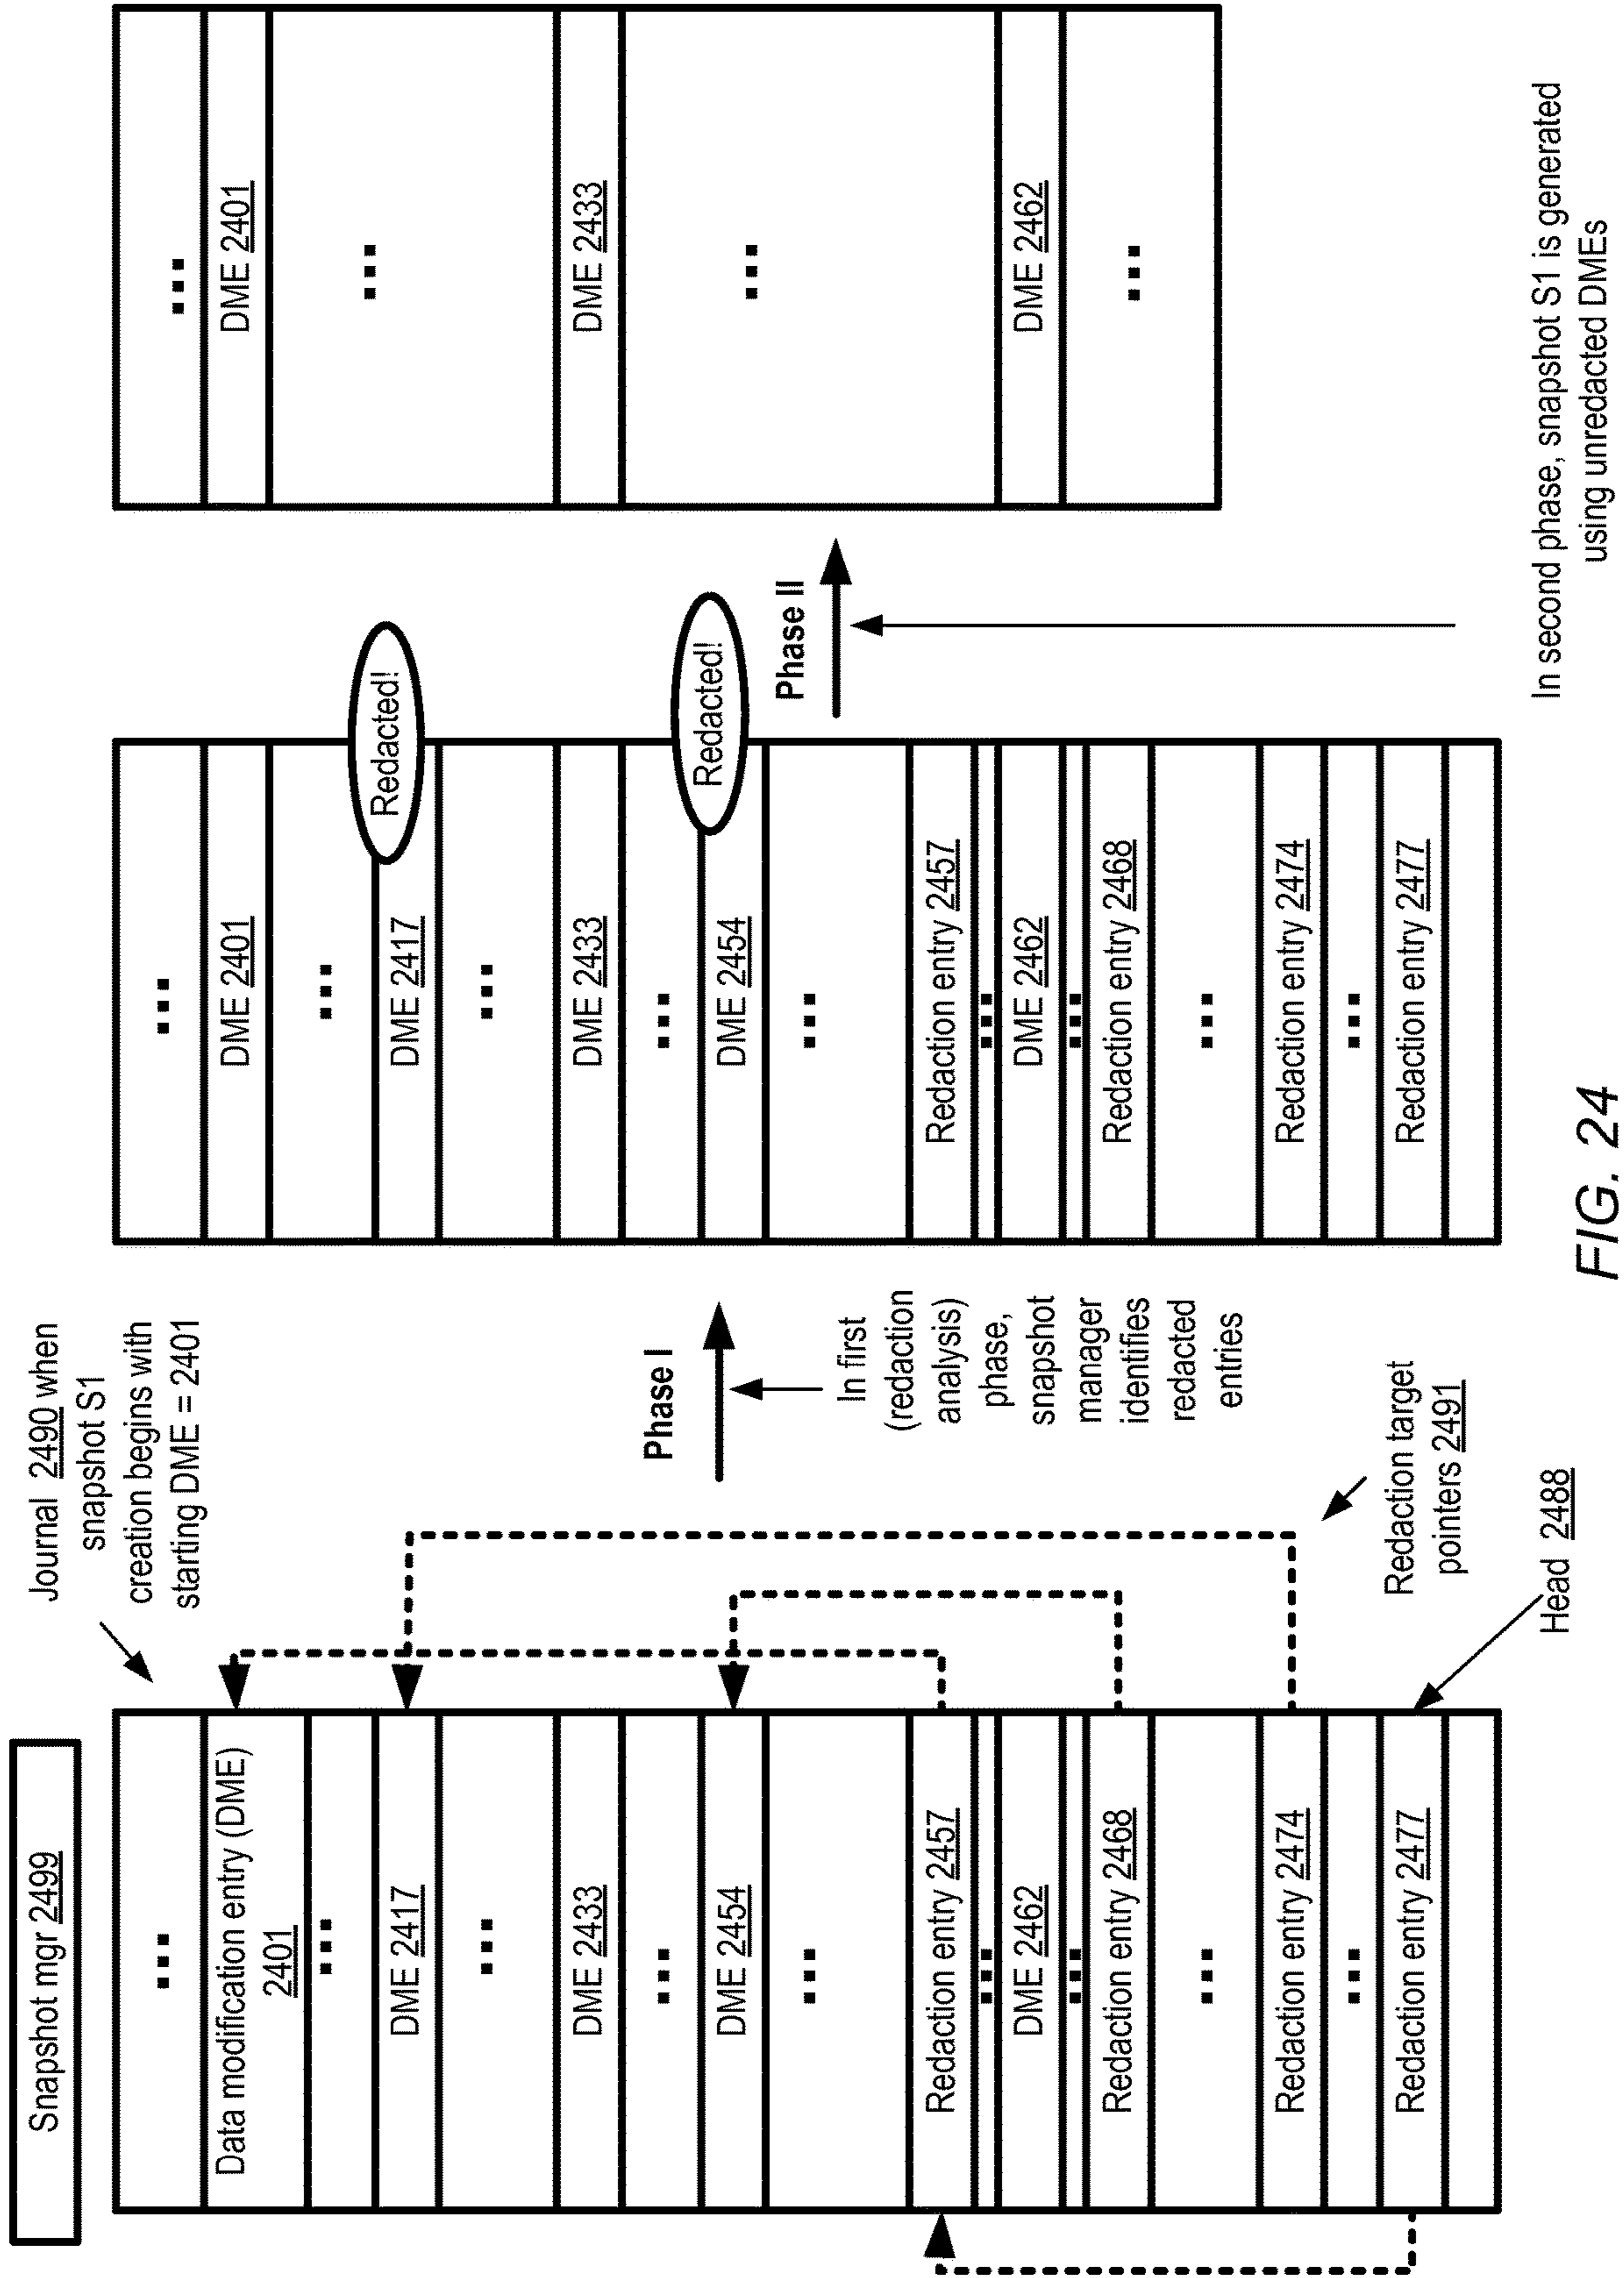 Snapshot mgr 2499
Journal 2490 when
snapshot S1
creation begins with
starting DME = 2401
...
Data modification entry (DME)
2401
...
DME 2417
...
DME 2433
...
DME 2454
...
Redaction entry 2457
...
DME 2462
...
Redaction entry 2468
...
Redaction entry 2474
...
Redaction entry 2477
Redaction target
pointers 2491
Head 2488
Phase I
In first
(redaction
analysis)
phase,
snapshot
manager
identifies
redacted
entries
...
DME 2401
...
DME 2417
Redacted!
...
DME 2433
...
DME 2454
Redacted!
...
Redaction entry 2457
...
DME 2462
...
Redaction entry 2468
...
Redaction entry 2474
...
Redaction entry 2477
Phase II
In second phase, snapshot S1 is generated
using unredacted DMEs
...
DME 2401
...
DME 2433
...
DME 2462
...
FIG. 24